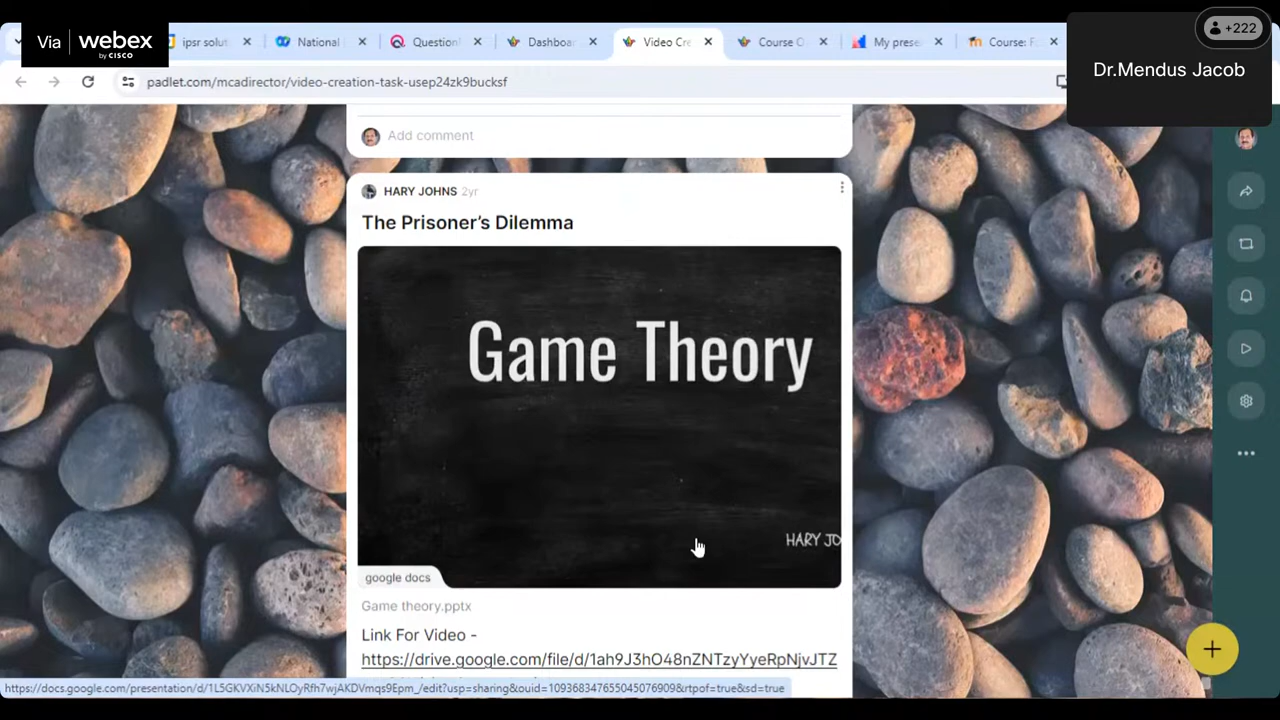 Via webex by CISCO
ipsr solut
National
Question
Dashboa
Video Cre
Course O
My prese
Course: F
+222
Dr.Mendus Jacob
padlet.com/mcadirector/video-creation-task-usep24zk9bucksf
Add comment
HARY JOHNS 2yr
The Prisoner's Dilemma
Game Theory
HARY JO
google docs
Game theory.pptx
Link For Video -
https://drive.google.com/file/d/1ah9J3hO48nZNTzyYyeRpNjvJTZ
https://docs.google.com/presentation/d/1L5GKVXiN5kNLOyRfh7wjAKDVmqs9Epm_/edit?usp=sharing&ouid=109368347655045076909&rtpof=true&sd=true